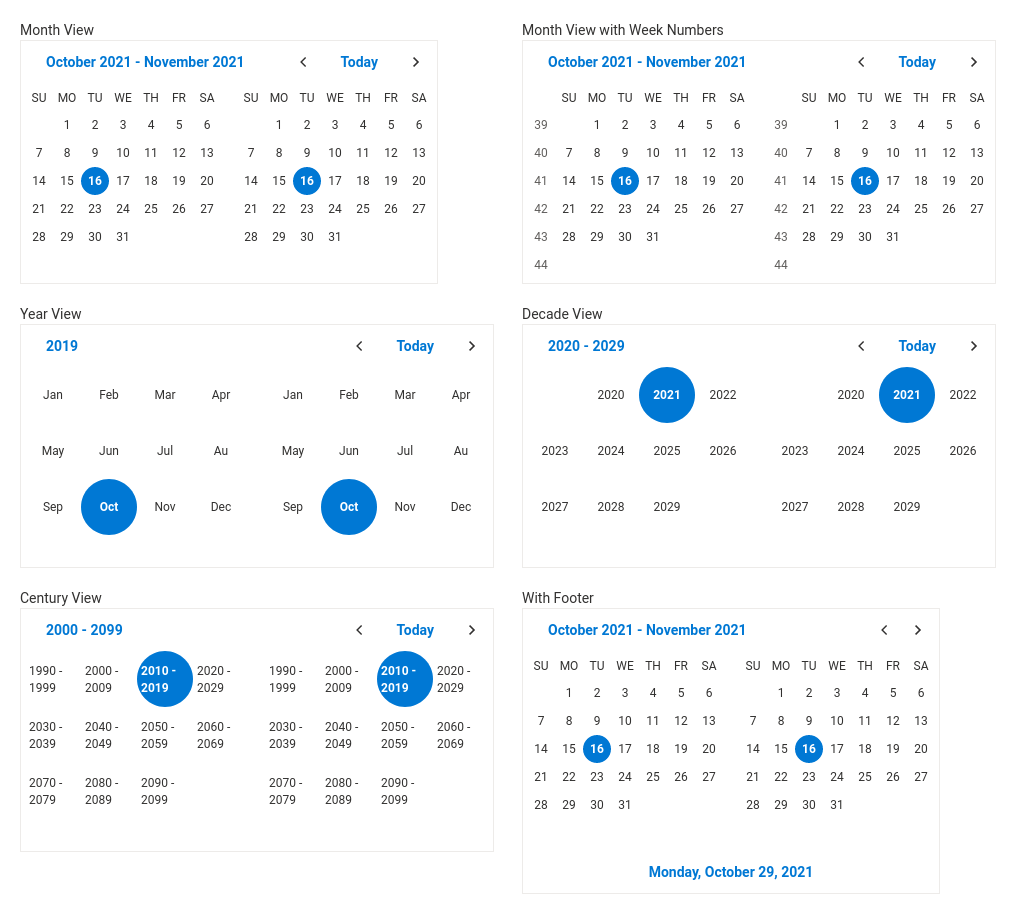 Month View
October 2021 - November 2021 Today
SU MO TU WE TH FR SA SU MO TU WE TH FR SA
1 2 3 4 5 6 1 2 3 4 5 6
7 8 9 10 11 12 13 7 8 9 10 11 12 13
14 15 16 17 18 19 20 14 15 16 17 18 19 20
21 22 23 24 25 26 27 21 22 23 24 25 26 27
28 29 30 31 28 29 30 31
Month View with Week Numbers
October 2021 - November 2021 Today
SU MO TU WE TH FR SA SU MO TU WE TH FR SA
39 1 2 3 4 5 6 39 1 2 3 4 5 6
40 7 8 9 10 11 12 13 40 7 8 9 10 11 12 13
41 14 15 16 17 18 19 20 41 14 15 16 17 18 19 20
42 21 22 23 24 25 26 27 42 21 22 23 24 25 26 27
43 28 29 30 31 43 28 29 30 31
44 44
Year View
2019 Today
Jan Feb Mar Apr Jan Feb Mar Apr
May Jun Jul Au May Jun Jul Au
Sep Oct Nov Dec Sep Oct Nov Dec
Decade View
2020 - 2029 Today
2020 2021 2022 2020 2021 2022
2023 2024 2025 2026 2023 2024 2025 2026
2027 2028 2029 2027 2028 2029
Century View
2000 - 2099 Today
1990 - 2000 - 2010 - 2020 - 1990 - 2000 - 2010 - 2020 -
1999 2009 2019 2029 1999 2009 2019 2029
2030 - 2040 - 2050 - 2060 - 2030 - 2040 - 2050 - 2060 -
2039 2049 2059 2069 2039 2049 2059 2069
2070 - 2080 - 2090 - 2070 - 2080 - 2090 -
2079 2089 2099 2079 2089 2099
With Footer
October 2021 - November 2021
SU MO TU WE TH FR SA SU MO TU WE TH FR SA
1 2 3 4 5 6 1 2 3 4 5 6
7 8 9 10 11 12 13 7 8 9 10 11 12 13
14 15 16 17 18 19 20 14 15 16 17 18 19 20
21 22 23 24 25 26 27 21 22 23 24 25 26 27
28 29 30 31 28 29 30 31
Monday, October 29, 2021